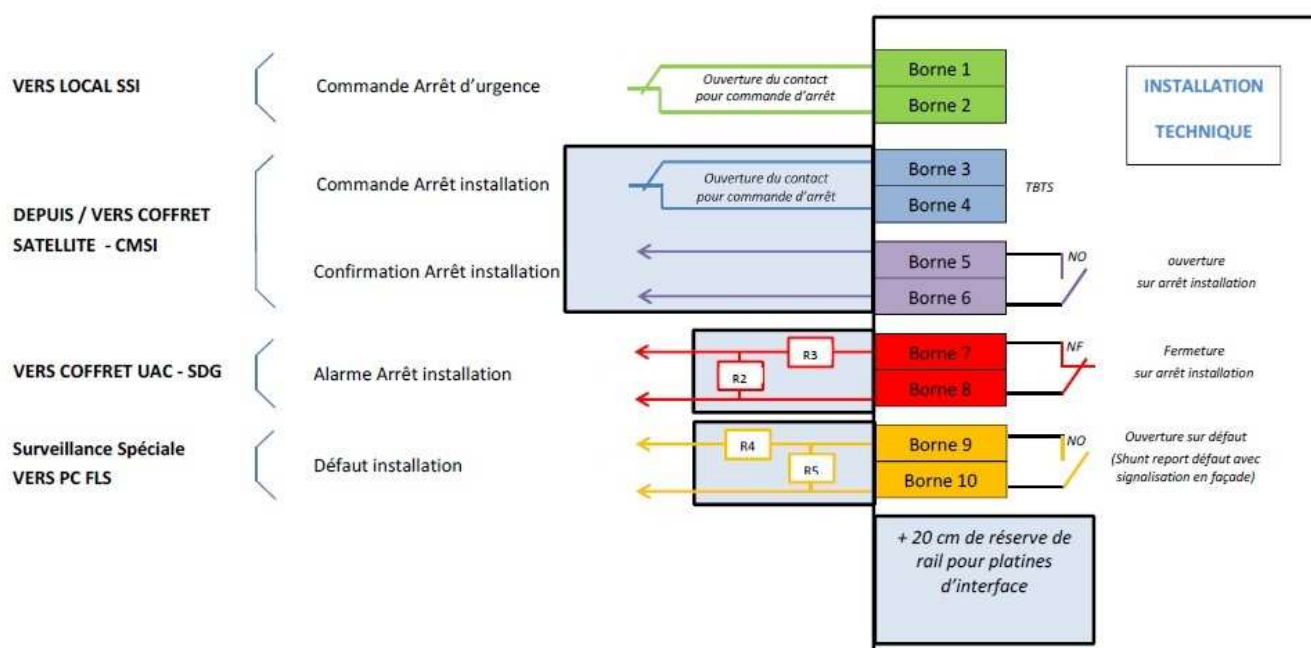 VERS LOCAL SSI
Commande Arrêt d'urgence
Ouverture du contact
pour commande d'arrêt
Borne 1
Borne 2
INSTALLATION
TECHNIQUE
DEPUIS / VERS COFFRET
SATELLITE - CMSI
Commande Arrêt installation
Ouverture du contact
pour commande d'arrêt
Borne 3
Borne 4
TBTS
Confirmation Arrêt installation
Borne 5
Borne 6
NO
ouverture
sur arrêt installation
VERS COFFRET UAC - SDG
Alarme Arrêt installation
R3
R2
Borne 7
Borne 8
NF
Fermeture
sur arrêt installation
Surveillance Spéciale
VERS PC FLS
Défaut installation
R4
R5
Borne 9
Borne 10
NO
Ouverture sur défaut
(Shunt report défaut avec
signalisation en façade)
+ 20 cm de réserve de
rail pour platines
d'interface